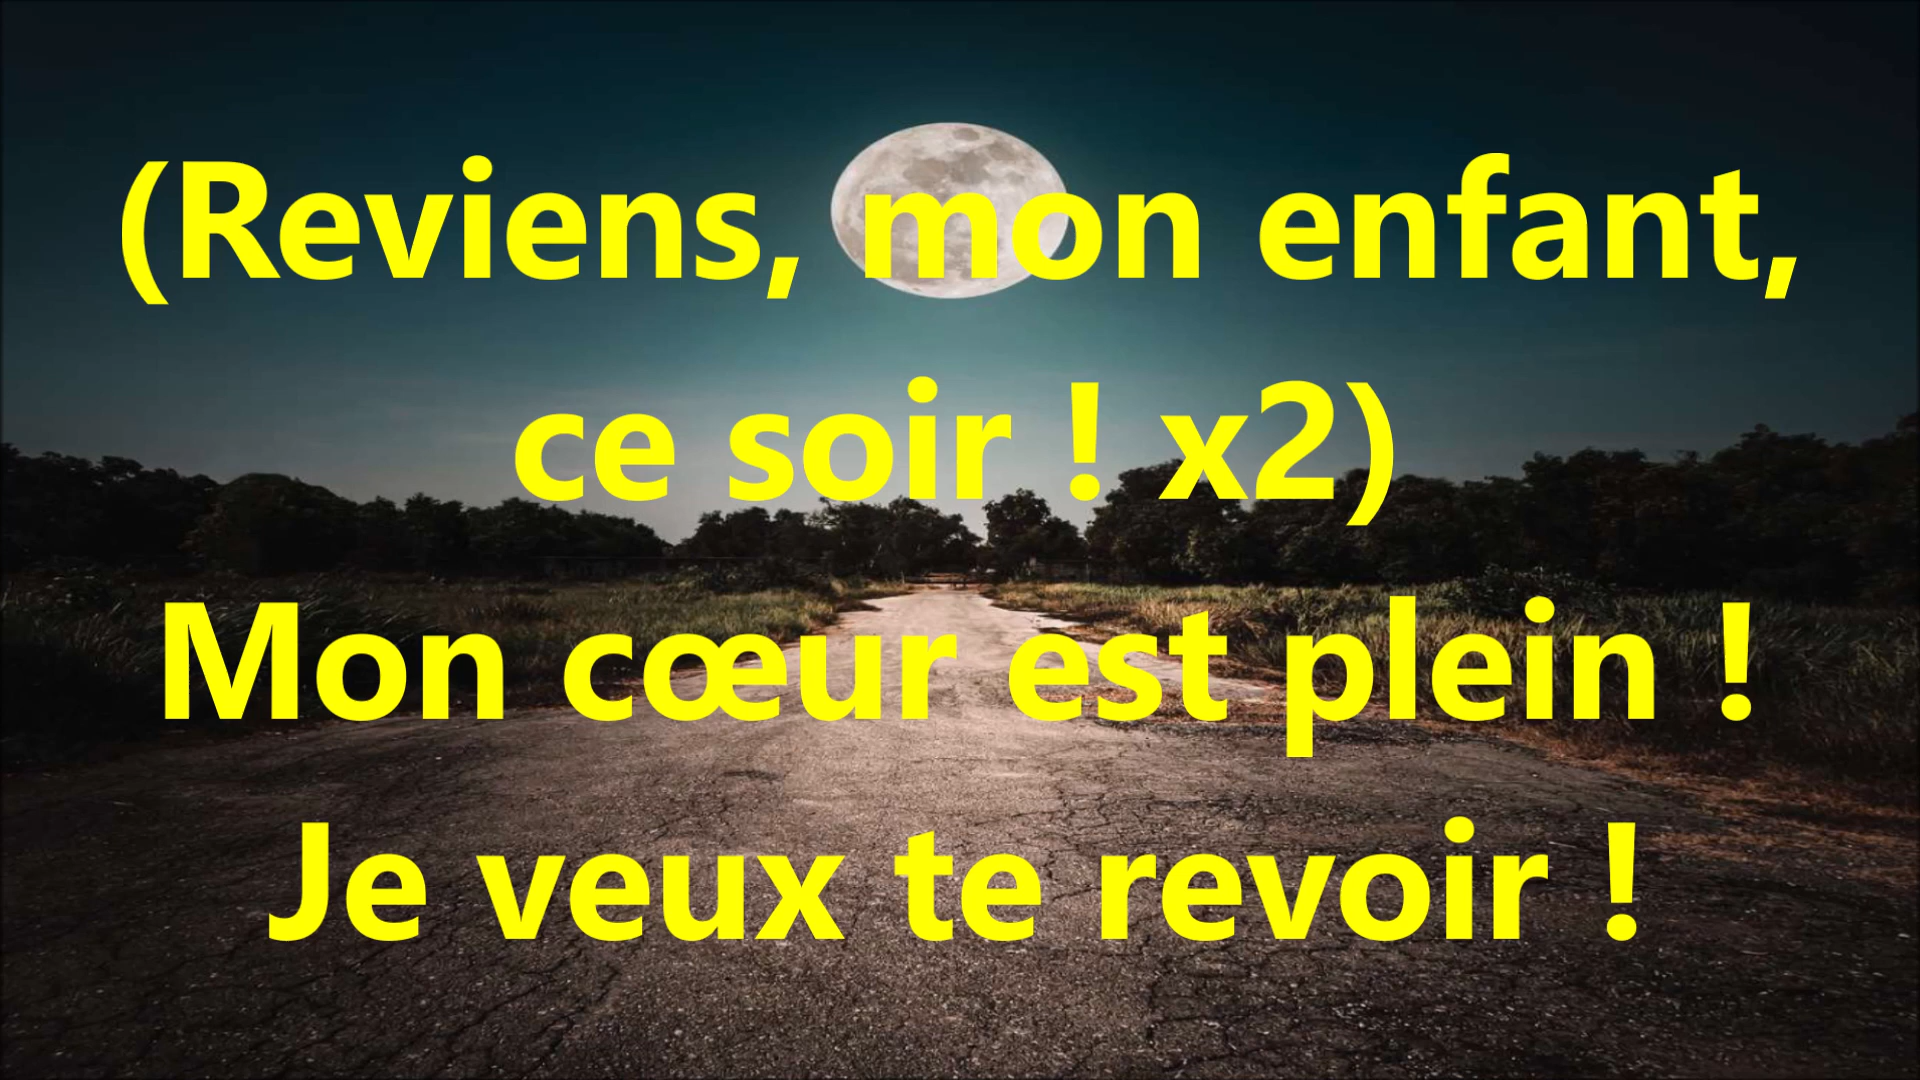 (Reviens, mon enfant,
ce soir ! x2)
Mon cœur est plein !
Je veux te revoir !